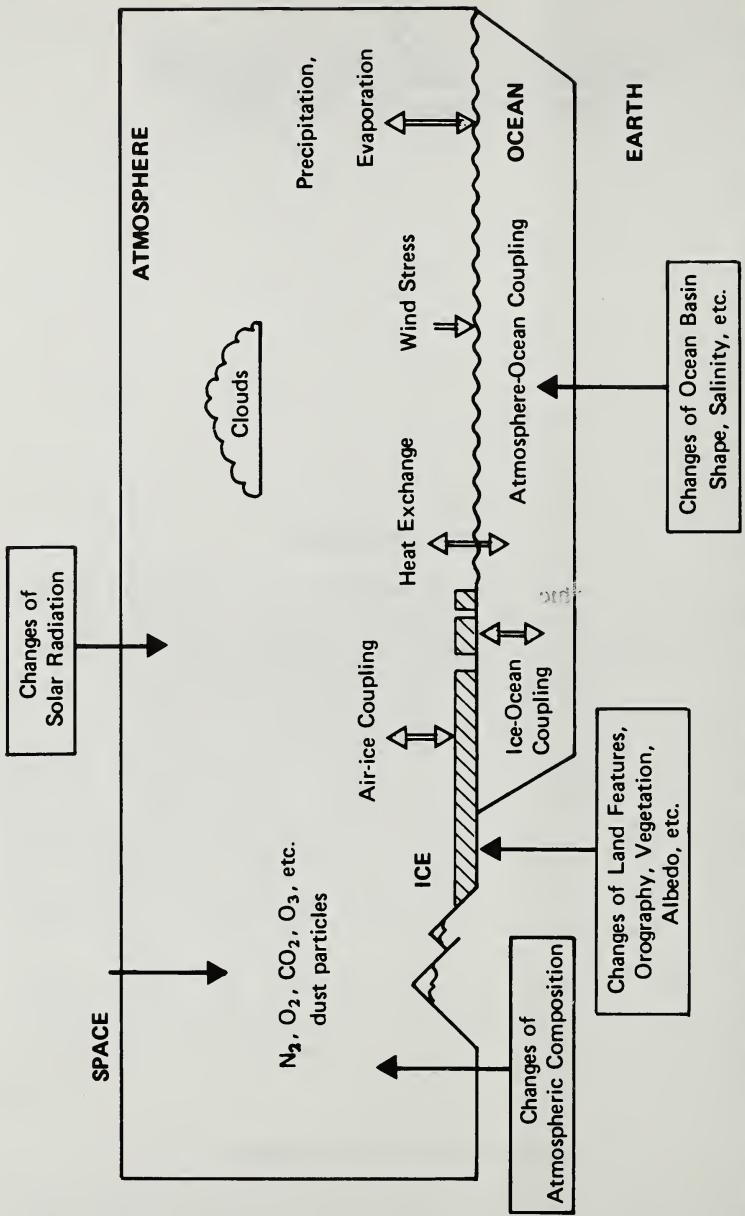 Changes of
Solar Radiation
SPACE
ATMOSPHERE
Clouds
N₂, O₂, CO₂, O₃, etc.
dust particles
Precipitation,
Evaporation
Air-ice Coupling
Heat Exchange
Wind Stress
ICE
Ice-Ocean
Coupling
Atmosphere-Ocean Coupling
OCEAN
EARTH
Changes of
Atmospheric Composition
Changes of Land Features,
Orography, Vegetation,
Albedo, etc.
Changes of Ocean Basin
Shape, Salinity, etc.